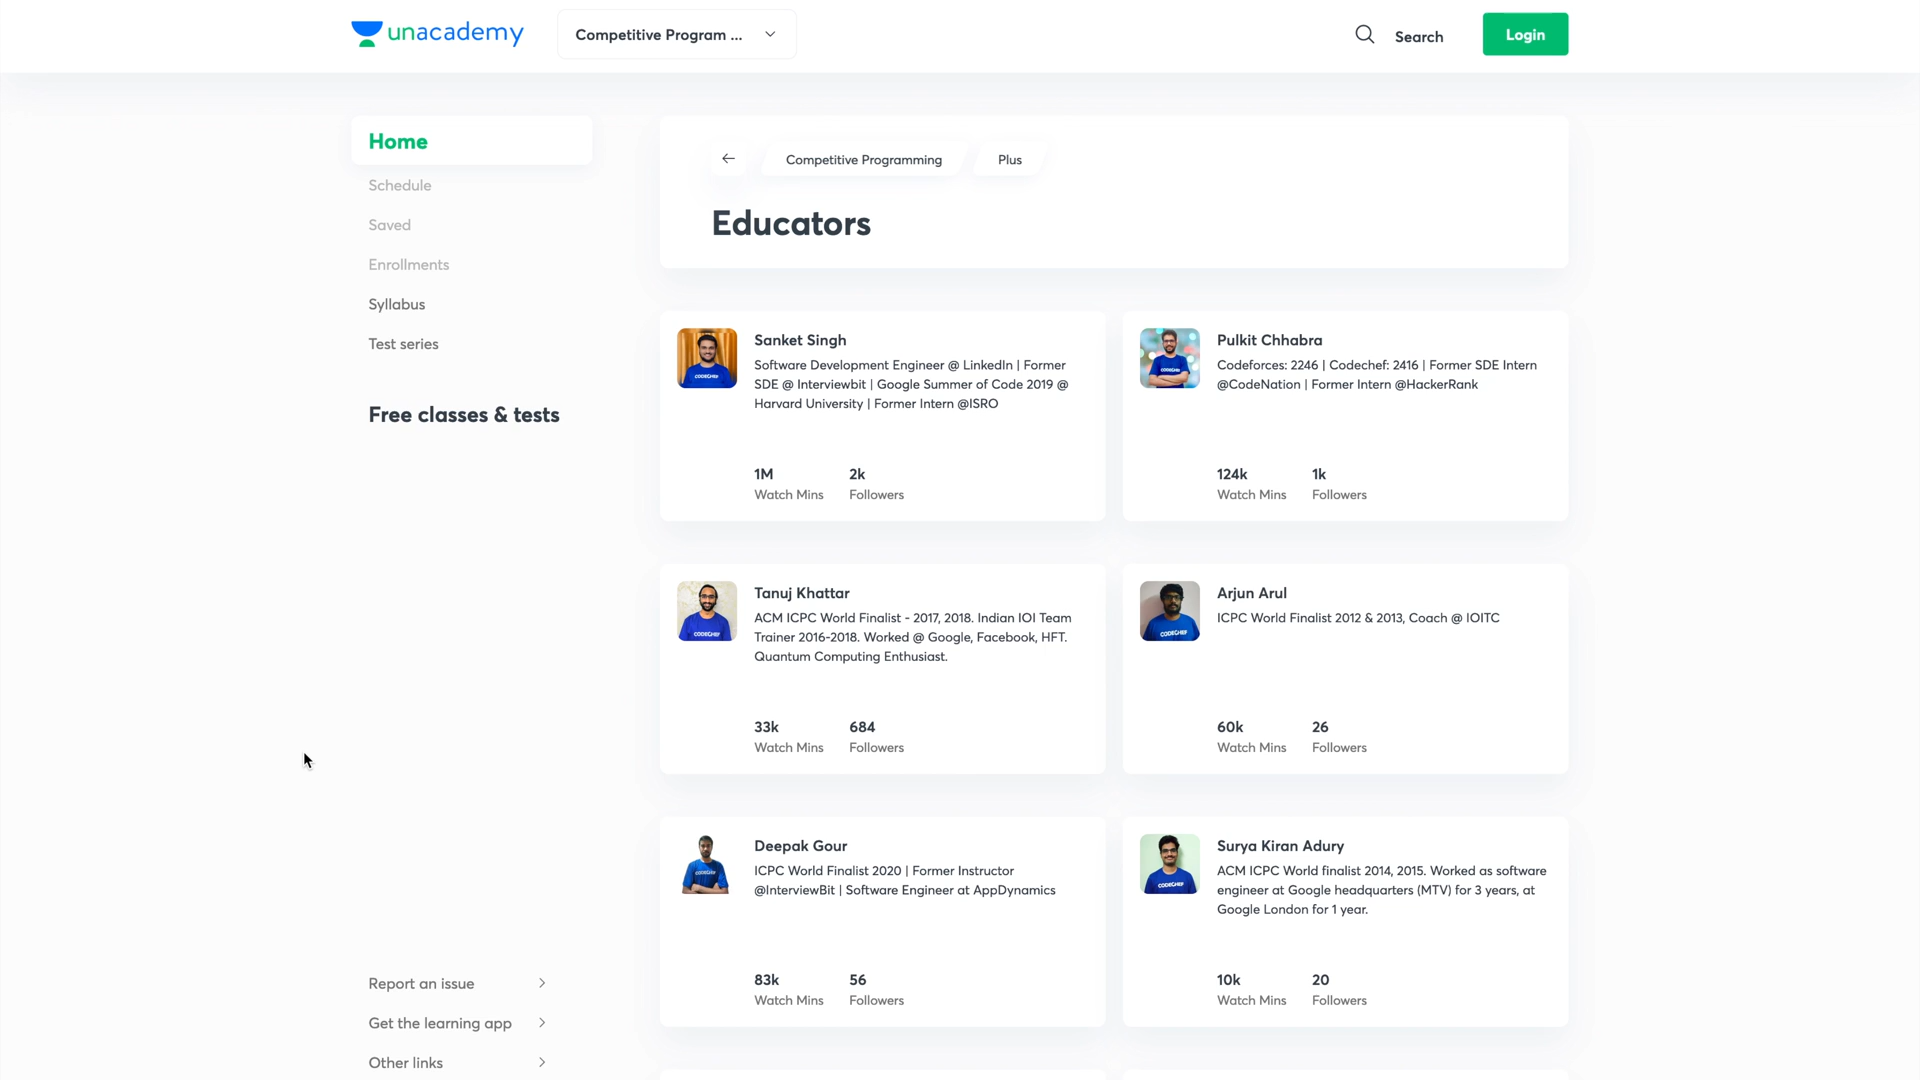 unacademy
Competitive Program ...
Search
Login
Home
Schedule
Saved
Enrollments
Syllabus
Test series
Free classes & tests
Competitive Programming
Plus
Educators
Sanket Singh
Software Development Engineer @ LinkedIn | Former
SDE @ Interviewbit | Google Summer of Code 2019 @
Harvard University | Former Intern @ISRO
1M
Watch Mins
2k
Followers
CODECHEF
Pulkit Chhabra
Codeforces: 2246 | Codechef: 2416 | Former SDE Intern
@CodeNation | Former Intern @HackerRank
124k
Watch Mins
1k
Followers
CODECHEF
Tanuj Khattar
ACM ICPC World Finalist - 2017, 2018. Indian IOI Team
Trainer 2016-2018. Worked @ Google, Facebook, HFT.
Quantum Computing Enthusiast.
33k
Watch Mins
684
Followers
CODECHEF
Arjun Arul
ICPC World Finalist 2012 & 2013, Coach @ IOITC
60k
Watch Mins
26
Followers
CODECHEF
Deepak Gour
ICPC World Finalist 2020 | Former Instructor
@InterviewBit | Software Engineer at AppDynamics
83k
Watch Mins
56
Followers
CODECHEF
Surya Kiran Adury
ACM ICPC World finalist 2014, 2015. Worked as software
engineer at Google headquarters (MTV) for 3 years, at
Google London for 1 year.
10k
Watch Mins
20
Followers
CODECHEF
Report an issue
Get the learning app
Other links